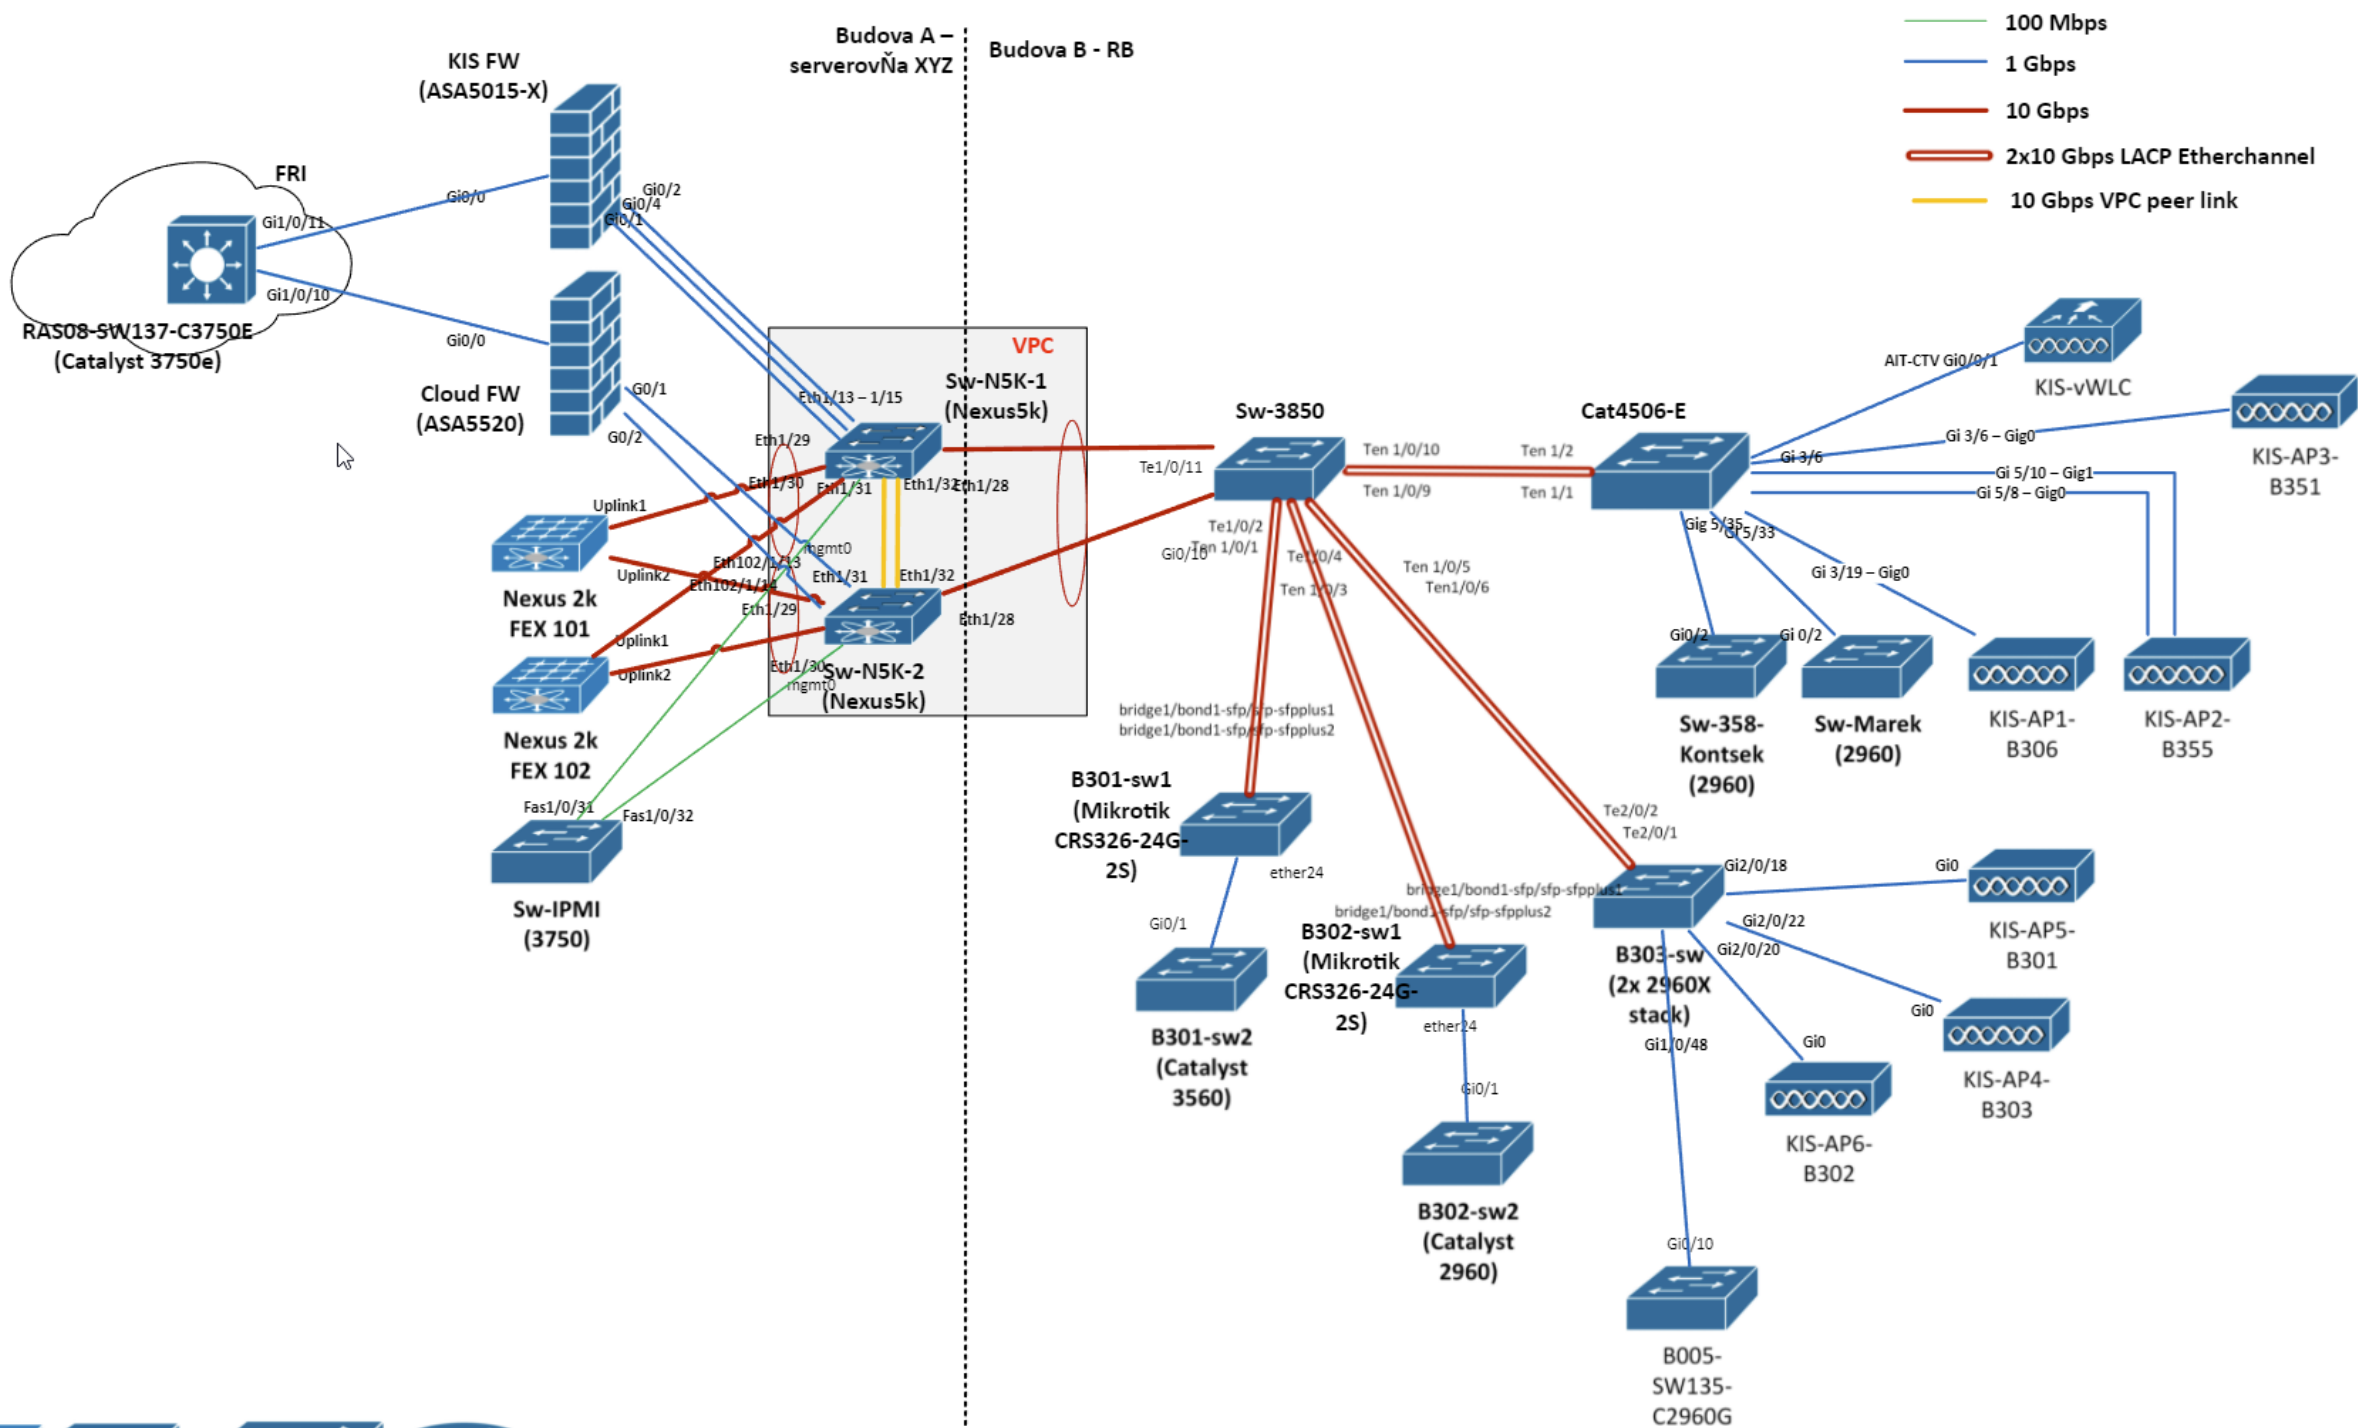 Budova A –
serverovŇa XYZ
Budova B - RB
100 Mbps
1 Gbps
10 Gbps
2x10 Gbps LACP Etherchannel
10 Gbps VPC peer link
KIS FW
(ASA5015-X)
FRI
Gi1/0/11
Gi0/0
Gi0/2
Gi0/4
Gi0/1
Gi1/0/10
Gi0/0
RAS08-SW137-C3750E
(Catalyst 3750e)
Cloud FW
(ASA5520)
G0/1
G0/2
VPC
Sw-N5K-1
(Nexus5k)
Eth1/13 – 1/15
Eth1/29
Eth1/30
Eth1/31
Eth1/32
Eth1/28
Uplink1
Uplink2
Nexus 2k
FEX 101
mgmt0
Eth102/1/13
Eth102/1/14
Eth1/31
Eth1/32
Eth1/29
Eth1/28
Uplink1
Uplink2
Eth1/30
mgmt0
Sw-N5K-2
(Nexus5k)
Nexus 2k
FEX 102
Fas1/0/31
Fas1/0/32
Sw-IPMI
(3750)
Sw-3850
Te1/0/11
Gi0/10
Ten 1/0/10
Ten 1/0/9
Ten 1/2
Ten 1/1
Cat4506-E
Te1/0/2
Ten 1/0/1
Te1/0/4
Ten 1/0/3
Ten 1/0/5
Ten1/0/6
AIT-CTV Gi0/0/1
KIS-vWLC
Gi 3/6 – Gig0
Gi 3/6
KIS-AP3-
B351
Gi 5/10 – Gig1
Gi 5/8 – Gig0
Gig 5/35
Gi 5/33
Gi 3/19 – Gig0
Gi0/2
Gi 0/2
Sw-358-
Kontsek
(2960)
Sw-Marek
(2960)
KIS-AP1-
B306
KIS-AP2-
B355
bridge1/bond1-sfp/sfp-sfpplus1
bridge1/bond1-sfp/sfp-sfpplus2
B301-sw1
(Mikrotik
CRS326-24G-
2S)
ether24
Gi0/1
B301-sw2
(Catalyst
3560)
bridge1/bond1-sfp/sfp-sfpplus1
bridge1/bond1-sfp/sfp-sfpplus2
B302-sw1
(Mikrotik
CRS326-24G-
2S)
ether24
Gi0/1
B302-sw2
(Catalyst
2960)
Te2/0/2
Te2/0/1
B303-sw
(2x 2960X
stack)
Gi2/0/18
Gi0
KIS-AP5-
B301
Gi2/0/22
Gi2/0/20
Gi0
KIS-AP4-
B303
Gi0
KIS-AP6-
B302
Gi1/0/48
Gi0/10
B005-
SW135-
C2960G